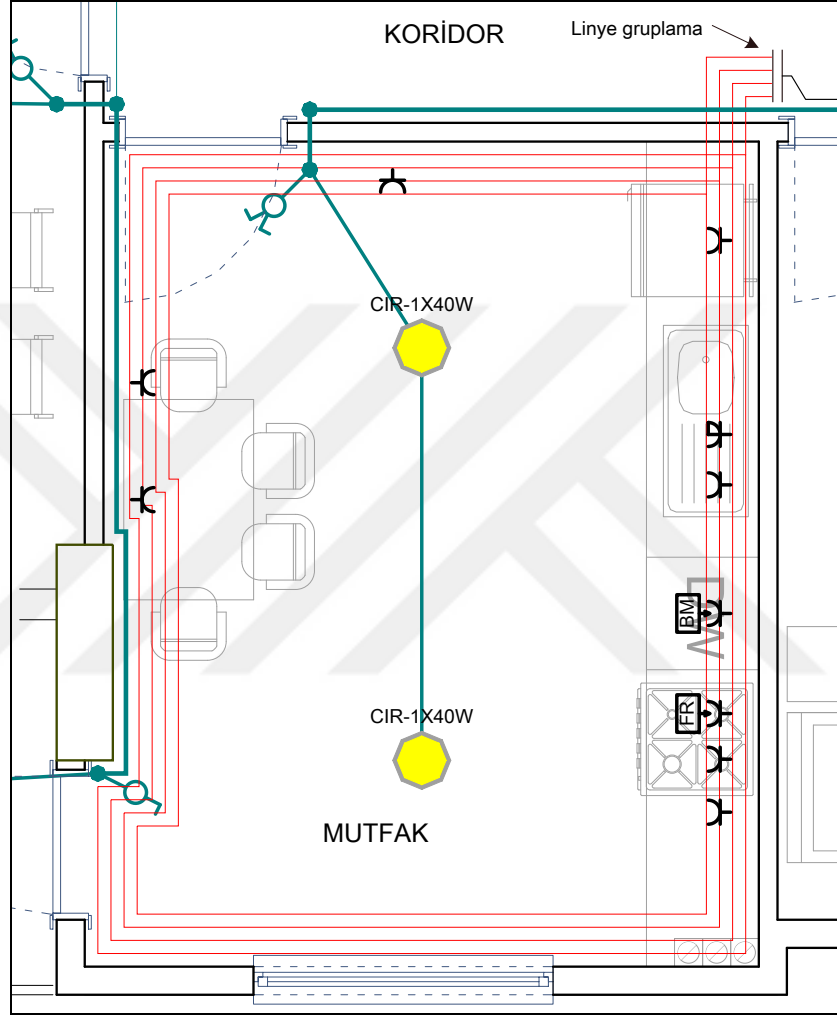 KORİDOR
Linye gruplama
CIR-1X40W
BM
FR
CIR-1X40W
MUTFAK